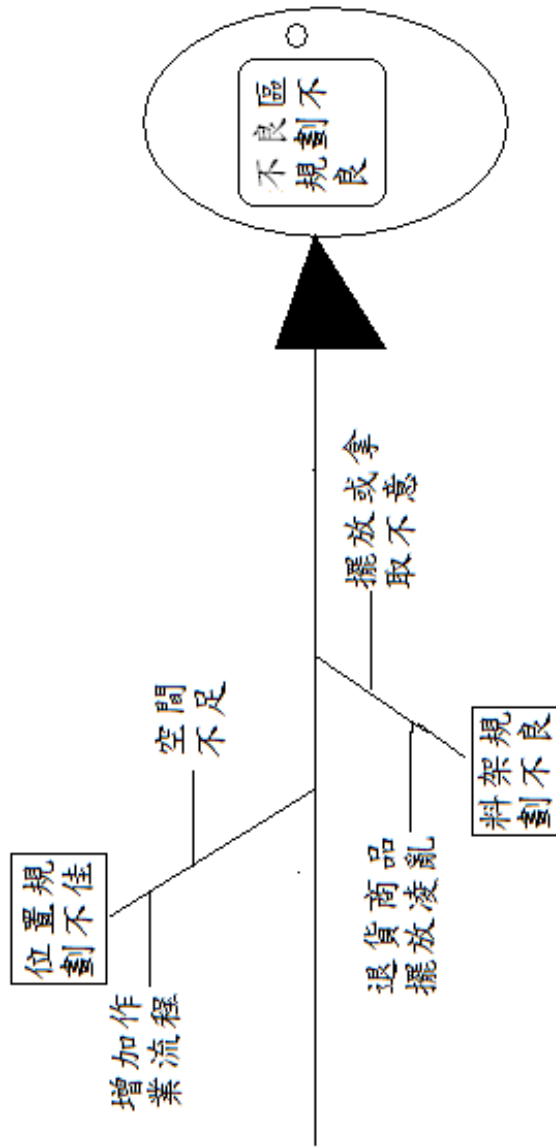 位置規
劃不佳
增加作
業流程
空間
不足
料架規
劃不良
退貨商品
擺放凌亂
擺放或拿
取不意
不良區
規劃不
良